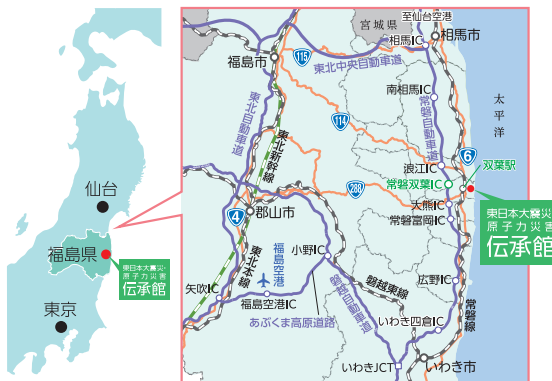 仙台
福島県
東日本大震災・
原子力災害
伝承館
東京
宮城県
至仙台空港
相馬IC
相馬市
福島市
115
東北中央自動車道
南相馬IC
太平洋
東北自動車道
114
常磐自動車道
東北新幹線
6
浪江IC
双葉駅
288
常磐双葉IC
大熊IC
4
郡山市
常磐富岡IC
東日本大震災・
原子力災害
伝承館
東北本線
福島空港
小野IC
矢吹IC
福島空港IC
磐越東線
広野IC
あぶくま高原道路
磐越自動車道
常磐線
いわき四倉IC
いわきJCT
いわき市